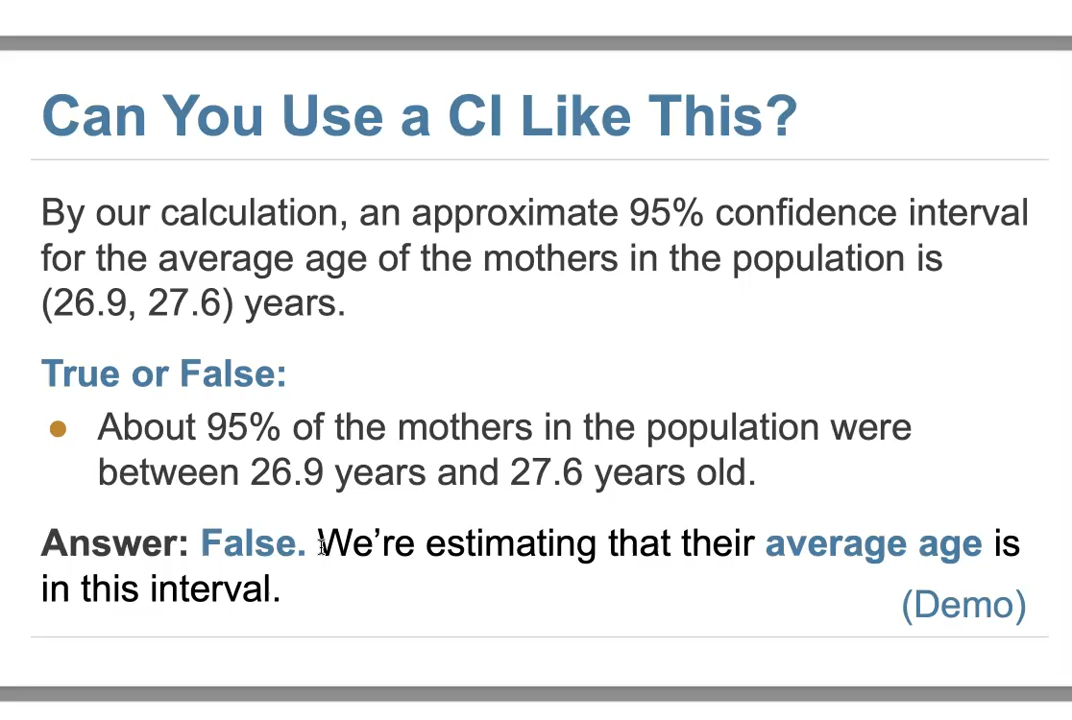 Can You Use a CI Like This?
By our calculation, an approximate 95% confidence interval
for the average age of the mothers in the population is
(26.9, 27.6) years.
True or False:
● About 95% of the mothers in the population were
between 26.9 years and 27.6 years old.
Answer: False. We’re estimating that their average age is
in this interval.
(Demo)